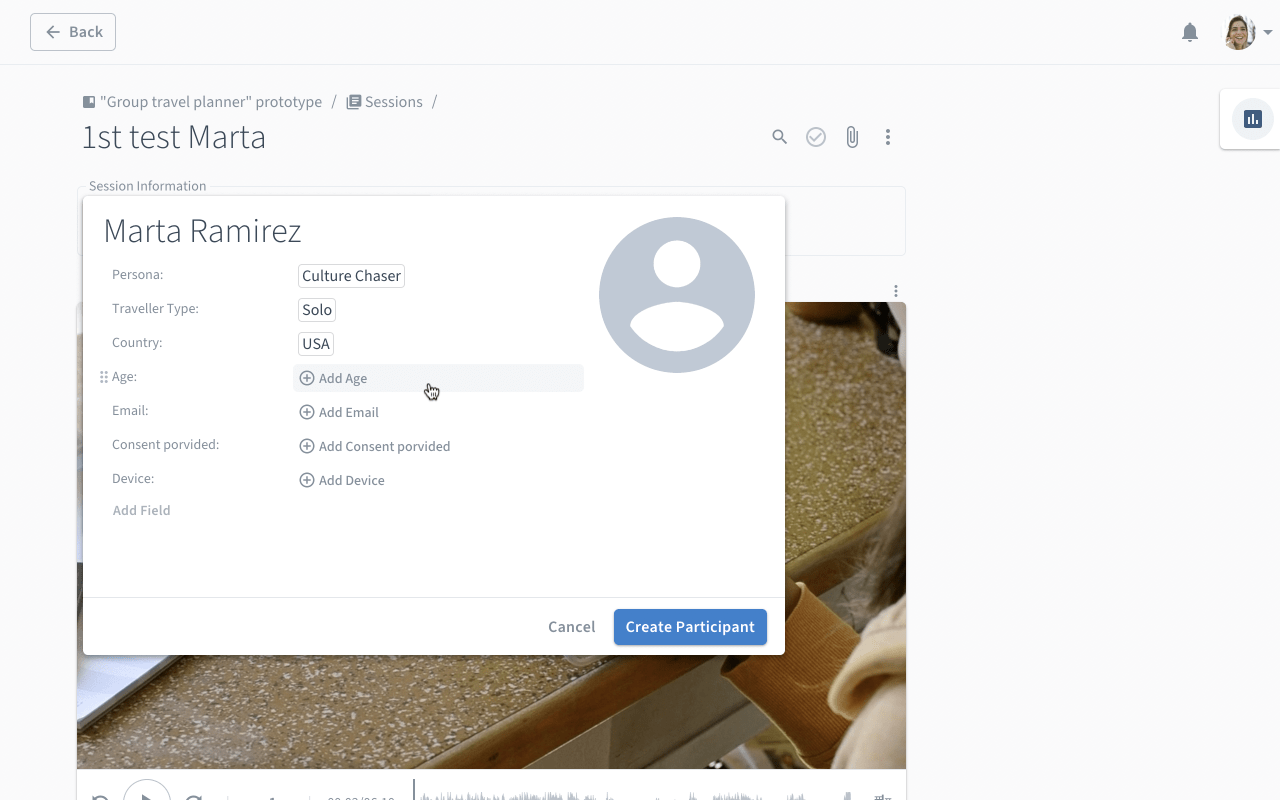 Back
"Group travel planner" prototype / Sessions /
1st test Marta
Session Information
Marta Ramirez
Persona: Culture Chaser
Traveller Type: Solo
Country: USA
Age: Add Age
Email: Add Email
Consent porvided: Add Consent porvided
Device: Add Device
Add Field
Cancel Create Participant